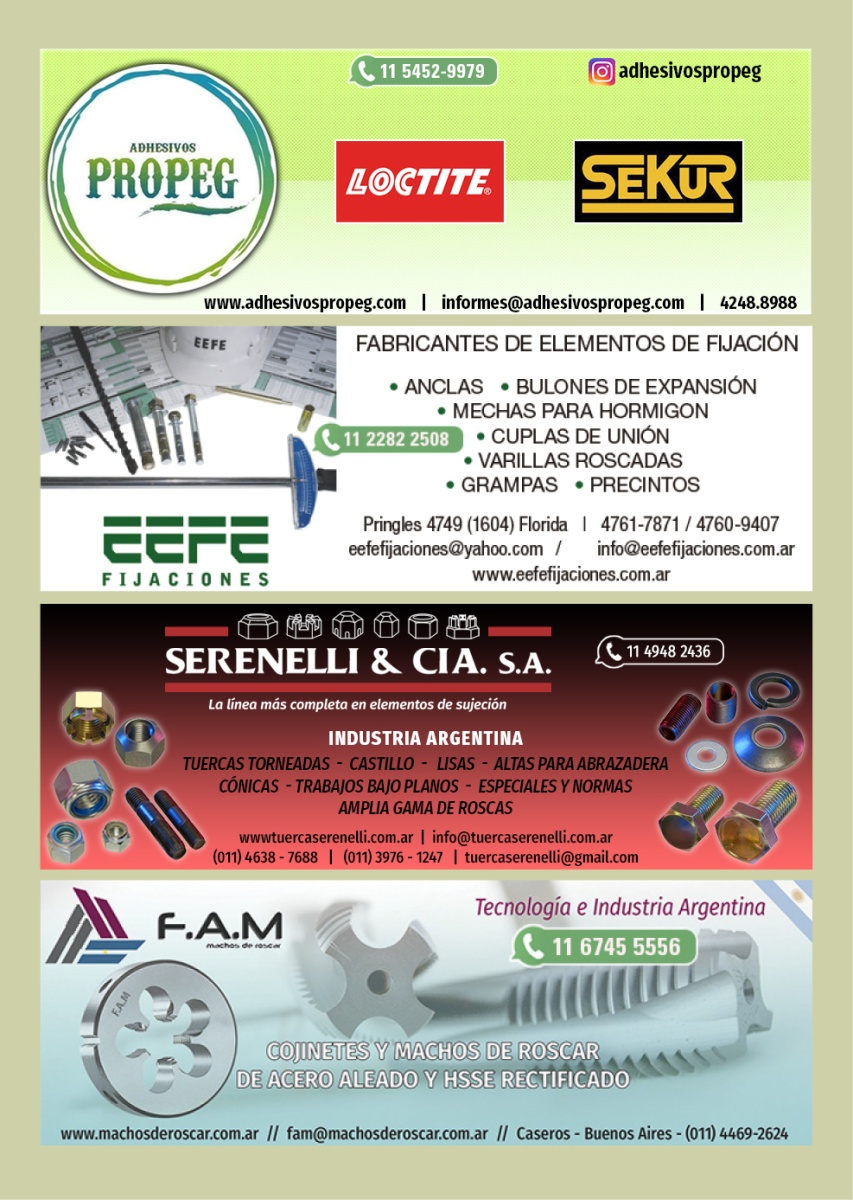 11 5452-9979
adhesivospropeg
ADHESIVOS
PROPEG
LOCTITE®
SEKUR
www.adhesivospropeg.com | informes@adhesivospropeg.com | 4248.8988
EEFE
FABRICANTES DE ELEMENTOS DE FIJACIÓN
• ANCLAS • BULONES DE EXPANSIÓN
• MECHAS PARA HORMIGON
11 2282 2508
• CUPLAS DE UNIÓN
• VARILLAS ROSCADAS
• GRAMPAS • PRECINTOS
EEFE
FIJACIONES
Pringles 4749 (1604) Florida | 4761-7871 / 4760-9407
eefefijaciones@yahoo.com / info@eefefijaciones.com.ar
www.eefefijaciones.com.ar
SERENELLI & CIA. S.A.
11 4948 2436
La línea más completa en elementos de sujeción
INDUSTRIA ARGENTINA
TUERCAS TORNEADAS - CASTILLO - LISAS - ALTAS PARA ABRAZADERA
CÓNICAS - TRABAJOS BAJO PLANOS - ESPECIALES Y NORMAS
AMPLIA GAMA DE ROSCAS
wwwtuercaserenelli.com.ar | info@tuercaserenelli.com.ar
(011) 4638 - 7688 | (011) 3976 - 1247 | tuercaserenelli@gmail.com
F.A.M
machos de roscar
Tecnología e Industria Argentina
11 6745 5556
F.A.M
COJINETES Y MACHOS DE ROSCAR
DE ACERO ALEADO Y HSSE RECTIFICADO
www.machosderoscar.com.ar // fam@machosderoscar.com.ar // Caseros - Buenos Aires - (011) 4469-2624